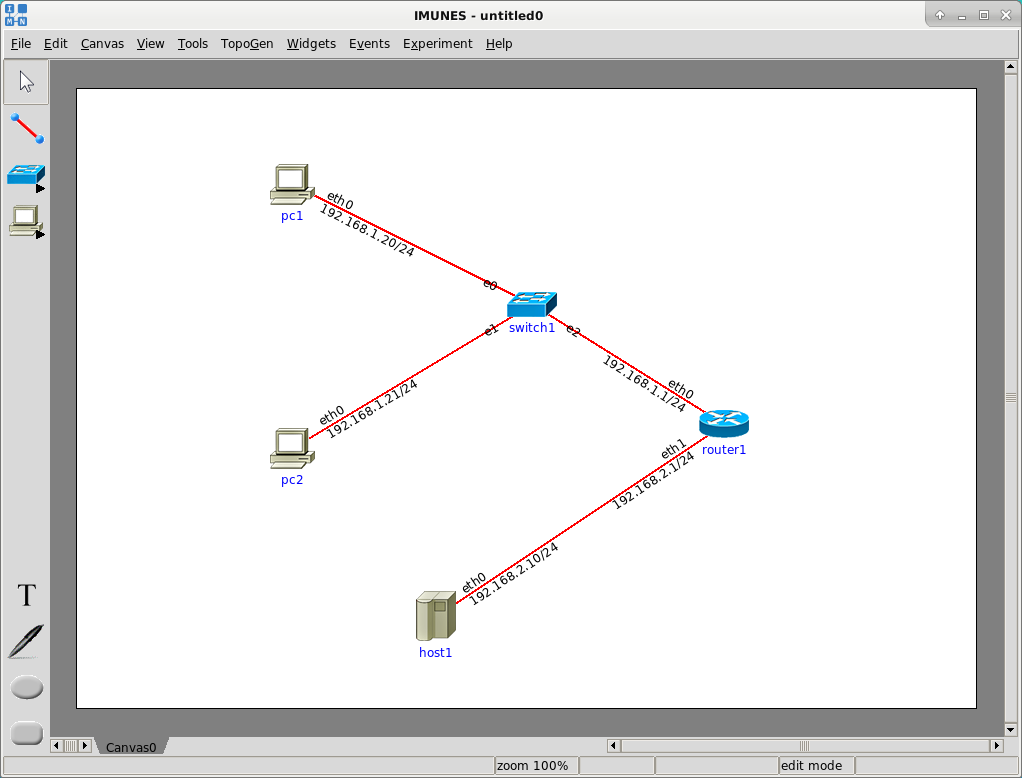 IMUNES - untitled0
File Edit Canvas View Tools TopoGen Widgets Events Experiment Help
eth0
192.168.1.20/24
pc1
e0
switch1
e1
e2
192.168.1.21/24
eth0
pc2
192.168.1.1/24
eth0
router1
eth1
192.168.2.1/24
eth0
192.168.2.10/24
host1
T
Canvas0
zoom 100%
edit mode